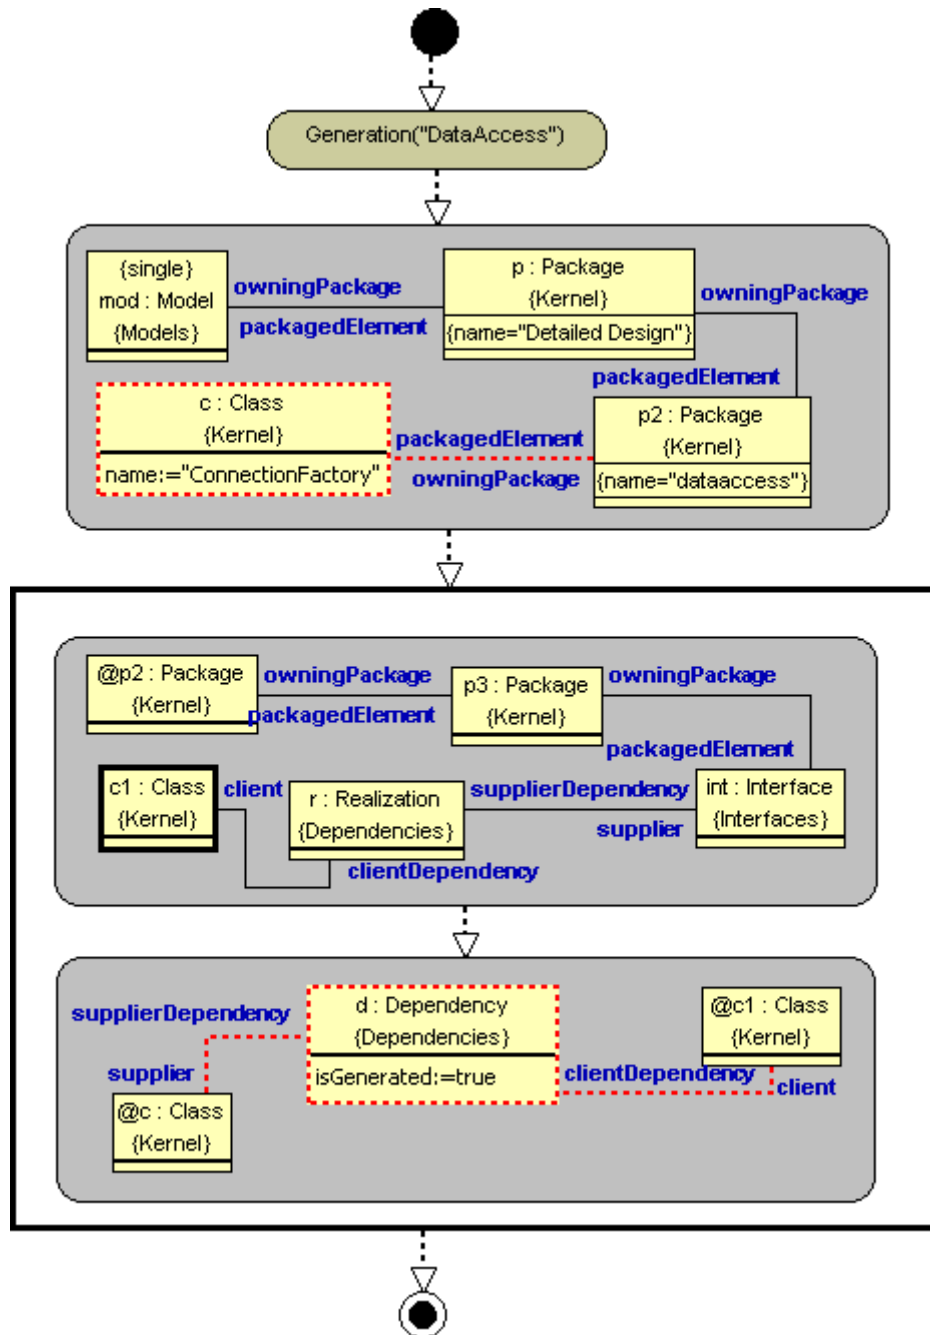 Generation("DataAccess")
{single}
mod : Model
{Models}
owningPackage
packagedElement
p : Package
{Kernel}
{name="Detailed Design"}
owningPackage
packagedElement
c : Class
{Kernel}
name:="ConnectionFactory"
packagedElement
owningPackage
p2 : Package
{Kernel}
{name="dataaccess"}
@p2 : Package
{Kernel}
owningPackage
packagedElement
p3 : Package
{Kernel}
owningPackage
packagedElement
c1 : Class
{Kernel}
client
r : Realization
{Dependencies}
clientDependency
supplierDependency
supplier
int : Interface
{Interfaces}
supplierDependency
supplier
d : Dependency
{Dependencies}
isGenerated:=true
@c1 : Class
{Kernel}
clientDependency
client
@c : Class
{Kernel}